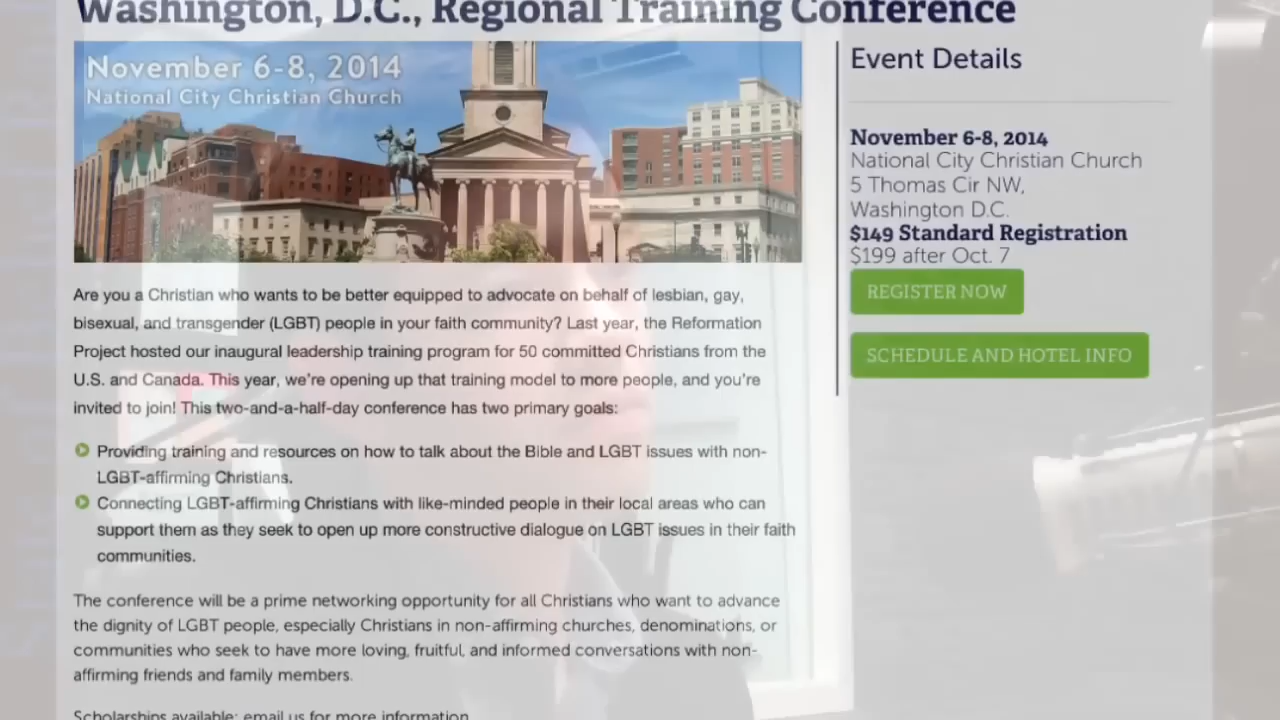 Washington, D.C., Regional Training Conference
November 6-8, 2014
National City Christian Church
Are you a Christian who wants to be better equipped to advocate on behalf of lesbian, gay,
bisexual, and transgender (LGBT) people in your faith community? Last year, the Reformation
Project hosted our inaugural leadership training program for 50 committed Christians from the
U.S. and Canada. This year, we're opening up that training model to more people, and you're
invited to join! This two-and-a-half-day conference has two primary goals:
Providing training and resources on how to talk about the Bible and LGBT issues with non-
LGBT-affirming Christians.
Connecting LGBT-affirming Christians with like-minded people in their local areas who can
support them as they seek to open up more constructive dialogue on LGBT issues in their faith
communities.
The conference will be a prime networking opportunity for all Christians who want to advance
the dignity of LGBT people, especially Christians in non-affirming churches, denominations, or
communities who seek to have more loving, fruitful, and informed conversations with non-
affirming friends and family members.
Scholarships available: email us for more information
Event Details
November 6-8, 2014
National City Christian Church
5 Thomas Cir NW,
Washington D.C.
$149 Standard Registration
$199 after Oct. 7
REGISTER NOW
SCHEDULE AND HOTEL INFO